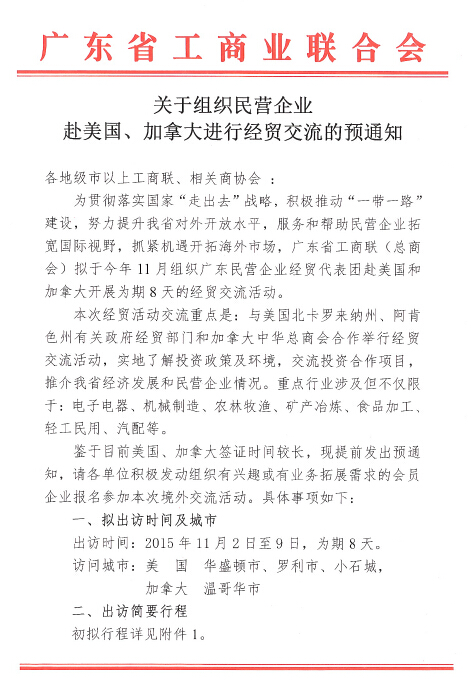 广东省工商业联合会
关于组织民营企业
赴美国、加拿大进行经贸交流的预通知
各地级市以上工商联、相关商协会：
为贯彻落实国家“走出去”战略，积极推动“一带一路”
建设，努力提升我省对外开放水平，服务和帮助民营企业拓
宽国际视野，抓紧机遇开拓海外市场，广东省工商联（总商
会）拟于今年11月组织广东民营企业经贸代表团赴美国和
加拿大开展为期8天的经贸交流活动。
本次经贸活动交流重点是：与美国北卡罗来纳州、阿肯
色州有关政府经贸部门和加拿大中华总商会合作举行经贸
交流活动，实地了解投资政策及环境，交流投资合作项目，
推介我省经济发展和民营企业情况。重点行业涉及但不仅限
于：电子电器、机械制造、农林牧渔、矿产冶炼、食品加工、
轻工民用、汽配等。
鉴于目前美国、加拿大签证时间较长，现提前发出预通
知，请各单位积极发动组织有兴趣或有业务拓展需求的会员
企业报名参加本次境外交流活动。具体事项如下：
一、拟出访时间及城市
出访时间：2015年11月2日至9日，为期8天。
访问城市：美 国 华盛顿市、罗利市、小石城，
加拿大 温哥华市
二、出访简要行程
初拟行程详见附件1。